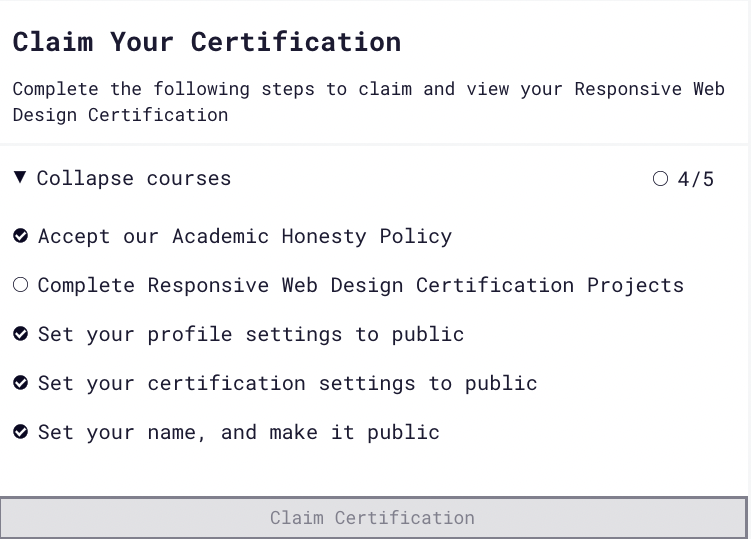 Claim Your Certification
Complete the following steps to claim and view your Responsive Web
Design Certification
Collapse courses 4/5
Accept our Academic Honesty Policy
Complete Responsive Web Design Certification Projects
Set your profile settings to public
Set your certification settings to public
Set your name, and make it public
Claim Certification